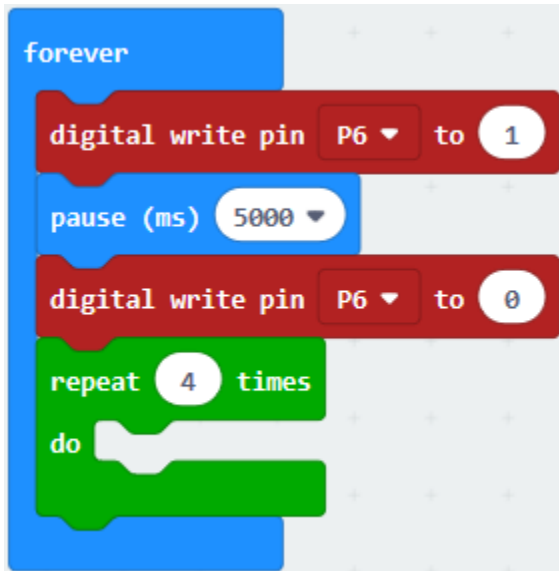 forever
digital write pin P6 to 1
pause (ms) 5000
digital write pin P6 to 0
repeat 4 times
do